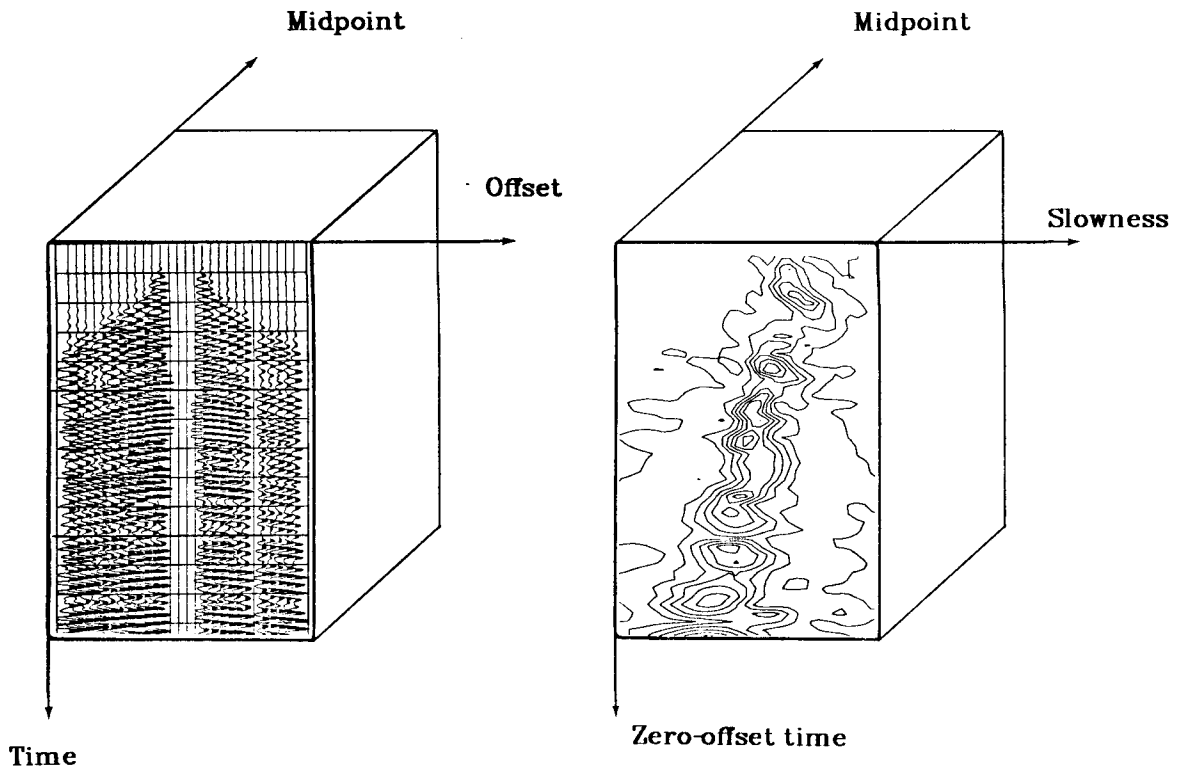 Midpoint
Midpoint
Offset
Slowness
Zero-offset time
Time